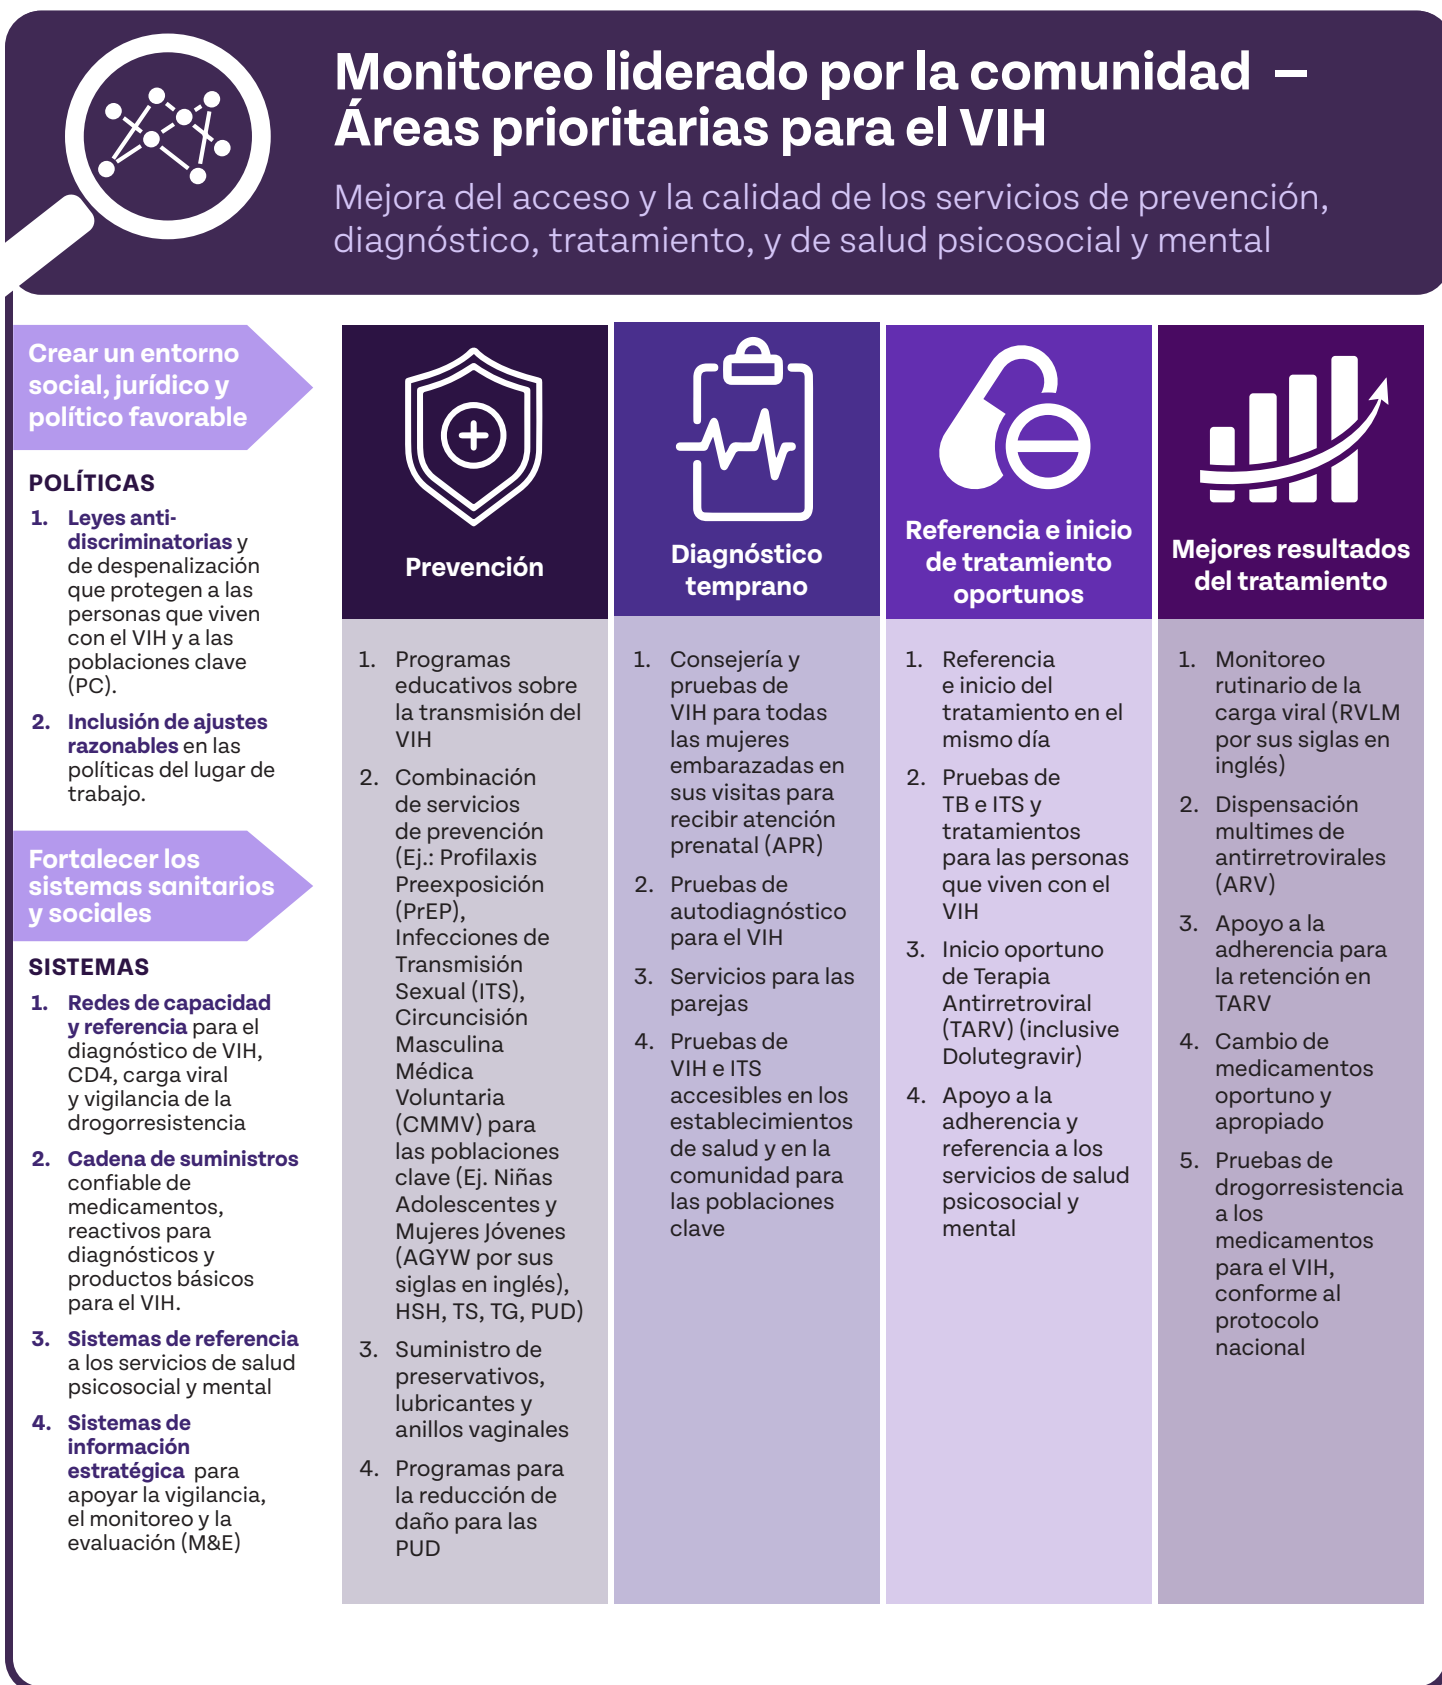 Monitoreo liderado por la comunidad –
Áreas prioritarias para el VIH
Mejora del acceso y la calidad de los servicios de prevención,
diagnóstico, tratamiento, y de salud psicosocial y mental
Crear un entorno
social, jurídico y
político favorable
POLÍTICAS
1. Leyes anti-
discriminatorias y
de despenalización
que protegen a las
personas que viven
con el VIH y a las
poblaciones clave
(PC).
2. Inclusión de ajustes
razonables en las
políticas del lugar de
trabajo.
Fortalecer los
sistemas sanitarios
y sociales
SISTEMAS
1. Redes de capacidad
y referencia para el
diagnóstico de VIH,
CD4, carga viral
y vigilancia de la
drogorresistencia
2. Cadena de suministros
confiable de
medicamentos,
reactivos para
diagnósticos y
productos básicos
para el VIH.
3. Sistemas de referencia
a los servicios de salud
psicosocial y mental
4. Sistemas de
información
estratégica para
apoyar la vigilancia,
el monitoreo y la
evaluación (M&E)
Prevención
1. Programas
educativos sobre
la transmisión del
VIH
2. Combinación
de servicios
de prevención
(Ej.: Profilaxis
Preexposición
(PrEP),
Infecciones de
Transmisión
Sexual (ITS),
Circuncisión
Masculina
Médica
Voluntaria
(CMMV) para
las poblaciones
clave (Ej. Niñas
Adolescentes y
Mujeres Jóvenes
(AGYW por sus
siglas en inglés),
HSH, TS, TG, PUD)
3. Suministro de
preservativos,
lubricantes y
anillos vaginales
4. Programas para
la reducción de
daño para las
PUD
Diagnóstico
temprano
1. Consejería y
pruebas de
VIH para todas
las mujeres
embarazadas en
sus visitas para
recibir atención
prenatal (APR)
2. Pruebas de
autodiagnóstico
para el VIH
3. Servicios para las
parejas
4. Pruebas de
VIH e ITS
accesibles en los
establecimientos
de salud y en la
comunidad para
las poblaciones
clave
Referencia e inicio
de tratamiento
oportunos
1. Referencia
e inicio del
tratamiento en el
mismo día
2. Pruebas de
TB e ITS y
tratamientos
para las personas
que viven con el
VIH
3. Inicio oportuno
de Terapia
Antirretroviral
(TARV) (inclusive
Dolutegravir)
4. Apoyo a la
adherencia y
referencia a los
servicios de salud
psicosocial y
mental
Mejores resultados
del tratamiento
1. Monitoreo
rutinario de la
carga viral (RVLM
por sus siglas en
inglés)
2. Dispensación
multimes de
antirretrovirales
(ARV)
3. Apoyo a la
adherencia para
la retención en
TARV
4. Cambio de
medicamentos
oportuno y
apropiado
5. Pruebas de
drogorresistencia
a los
medicamentos
para el VIH,
conforme al
protocolo
nacional